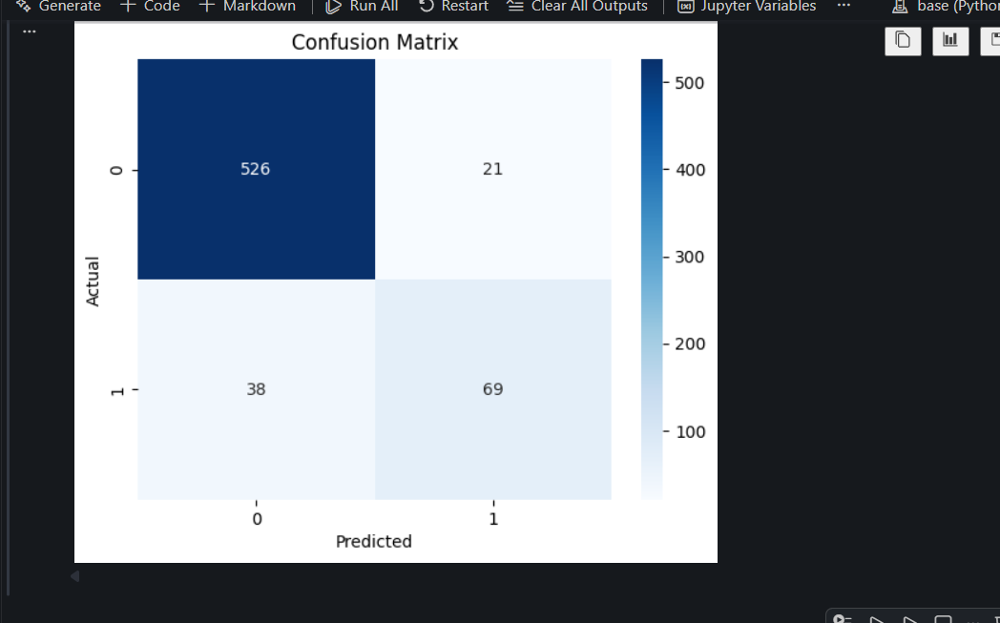 Generate + Code + Markdown Run All Restart Clear All Outputs Jupyter Variables ... base (Python
...
Confusion Matrix
500
526 21
0
400
300
Actual
200
38 69
1
100
0 1
Predicted